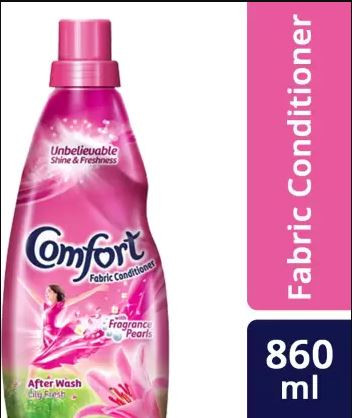 Unbelievable
Shine & Freshness
Comfort
Fabric Conditioner
with
Fragrance
Pearls
After Wash
Lily Fresh
Fabric Conditioner
860
ml